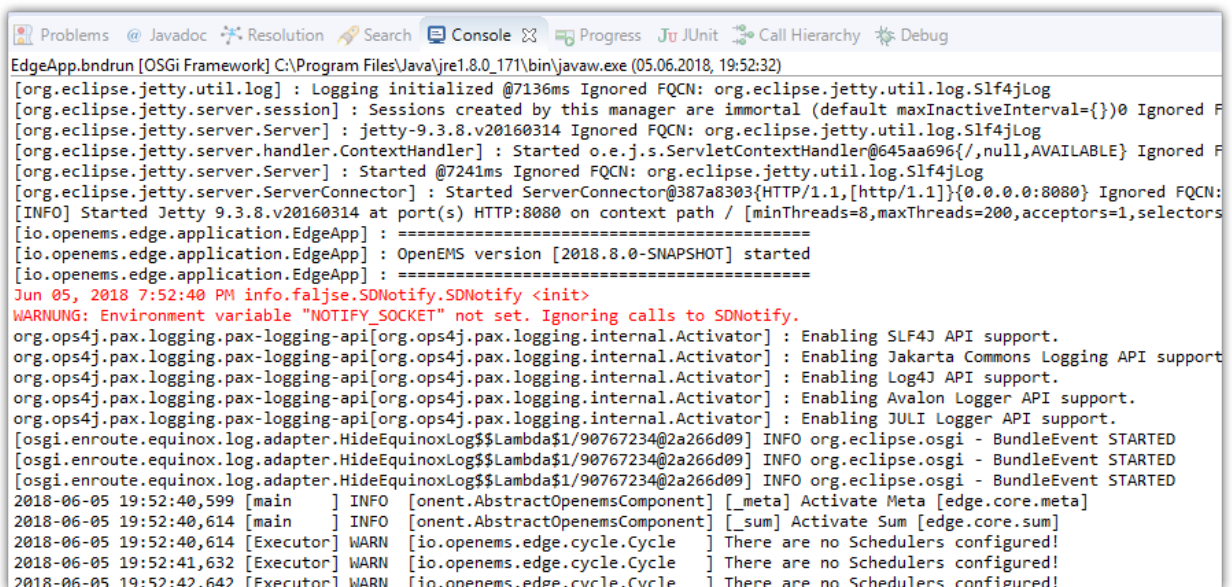 Problems @ Javadoc Resolution Search Console Progress JUnit Call Hierarchy Debug
EdgeApp.bndrun [OSGi Framework] C:\Program Files\Java\jre1.8.0_171\bin\javaw.exe (05.06.2018, 19:52:32)
[org.eclipse.jetty.util.log] : Logging initialized @7136ms Ignored FQCN: org.eclipse.jetty.util.log.Slf4jLog
[org.eclipse.jetty.server.session] : Sessions created by this manager are immortal (default maxInactiveInterval={})0 Ignored F
[org.eclipse.jetty.server.Server] : jetty-9.3.8.v20160314 Ignored FQCN: org.eclipse.jetty.util.log.Slf4jLog
[org.eclipse.jetty.server.handler.ContextHandler] : Started o.e.j.s.ServletContextHandler@645aa696{/,null,AVAILABLE} Ignored F
[org.eclipse.jetty.server.Server] : Started @7241ms Ignored FQCN: org.eclipse.jetty.util.log.Slf4jLog
[org.eclipse.jetty.server.ServerConnector] : Started ServerConnector@387a8303{HTTP/1.1,[http/1.1]}{0.0.0.0:8080} Ignored FQCN:
[INFO] Started Jetty 9.3.8.v20160314 at port(s) HTTP:8080 on context path / [minThreads=8,maxThreads=200,acceptors=1,selectors
[io.openems.edge.application.EdgeApp] : ==========================================
[io.openems.edge.application.EdgeApp] : OpenEMS version [2018.8.0-SNAPSHOT] started
[io.openems.edge.application.EdgeApp] : ==========================================
Jun 05, 2018 7:52:40 PM info.faljse.SDNotify.SDNotify <init>
WARNUNG: Environment variable "NOTIFY_SOCKET" not set. Ignoring calls to SDNotify.
org.ops4j.pax.logging.pax-logging-api[org.ops4j.pax.logging.internal.Activator] : Enabling SLF4J API support.
org.ops4j.pax.logging.pax-logging-api[org.ops4j.pax.logging.internal.Activator] : Enabling Jakarta Commons Logging API support
org.ops4j.pax.logging.pax-logging-api[org.ops4j.pax.logging.internal.Activator] : Enabling Log4J API support.
org.ops4j.pax.logging.pax-logging-api[org.ops4j.pax.logging.internal.Activator] : Enabling Avalon Logger API support.
org.ops4j.pax.logging.pax-logging-api[org.ops4j.pax.logging.internal.Activator] : Enabling JULI Logger API support.
[osgi.enroute.equinox.log.adapter.HideEquinoxLog$$Lambda$1/90767234@2a266d09] INFO org.eclipse.osgi - BundleEvent STARTED
[osgi.enroute.equinox.log.adapter.HideEquinoxLog$$Lambda$1/90767234@2a266d09] INFO org.eclipse.osgi - BundleEvent STARTED
[osgi.enroute.equinox.log.adapter.HideEquinoxLog$$Lambda$1/90767234@2a266d09] INFO org.eclipse.osgi - BundleEvent STARTED
2018-06-05 19:52:40,599 [main    ] INFO  [onent.AbstractOpenemsComponent] [_meta] Activate Meta [edge.core.meta]
2018-06-05 19:52:40,614 [main    ] INFO  [onent.AbstractOpenemsComponent] [_sum] Activate Sum [edge.core.sum]
2018-06-05 19:52:40,614 [Executor] WARN  [io.openems.edge.cycle.Cycle   ] There are no Schedulers configured!
2018-06-05 19:52:41,632 [Executor] WARN  [io.openems.edge.cycle.Cycle   ] There are no Schedulers configured!
2018-06-05 19:52:42,642 [Executor] WARN  [io.openems.edge.cycle.Cycle   ] There are no Schedulers configured!